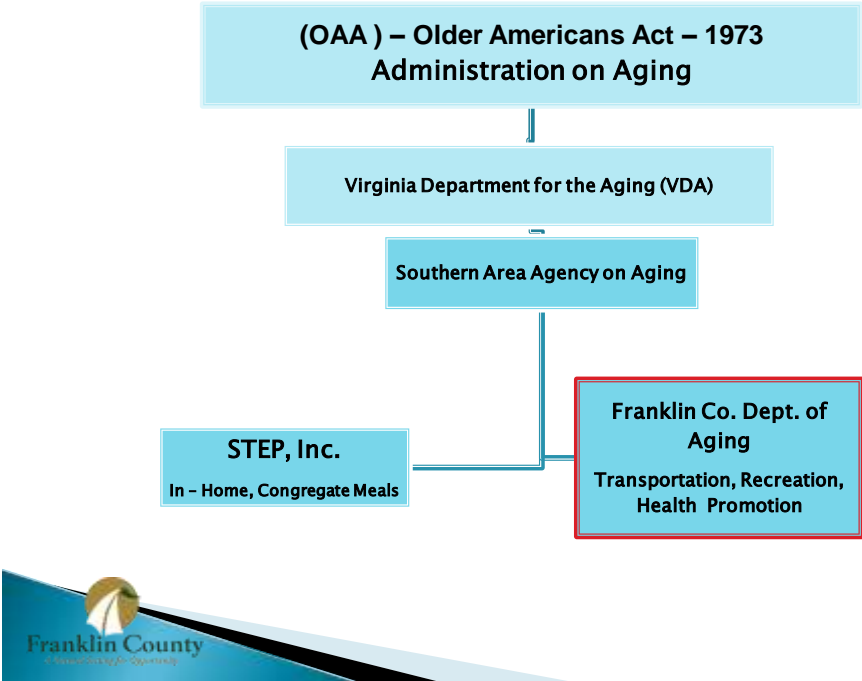 (OAA ) – Older Americans Act – 1973
Administration on Aging
Virginia Department for the Aging (VDA)
Southern Area Agency on Aging
STEP, Inc.
In – Home, Congregate Meals
Franklin Co. Dept. of
Aging
Transportation, Recreation,
Health Promotion
Franklin County